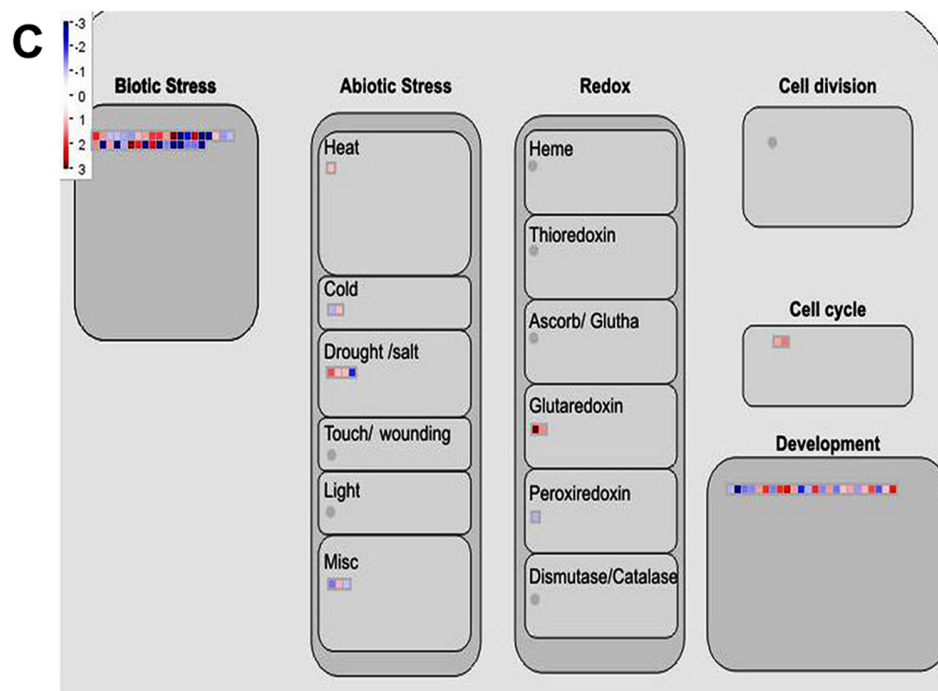 C
-3
-2
-1
0
1
2
3
Biotic Stress
Abiotic Stress
Heat
Cold
Drought /salt
Touch/ wounding
Light
Misc
Redox
Heme
Thioredoxin
Ascorb/ Glutha
Glutaredoxin
Peroxiredoxin
Dismutase/Catalase
Cell division
Cell cycle
Development